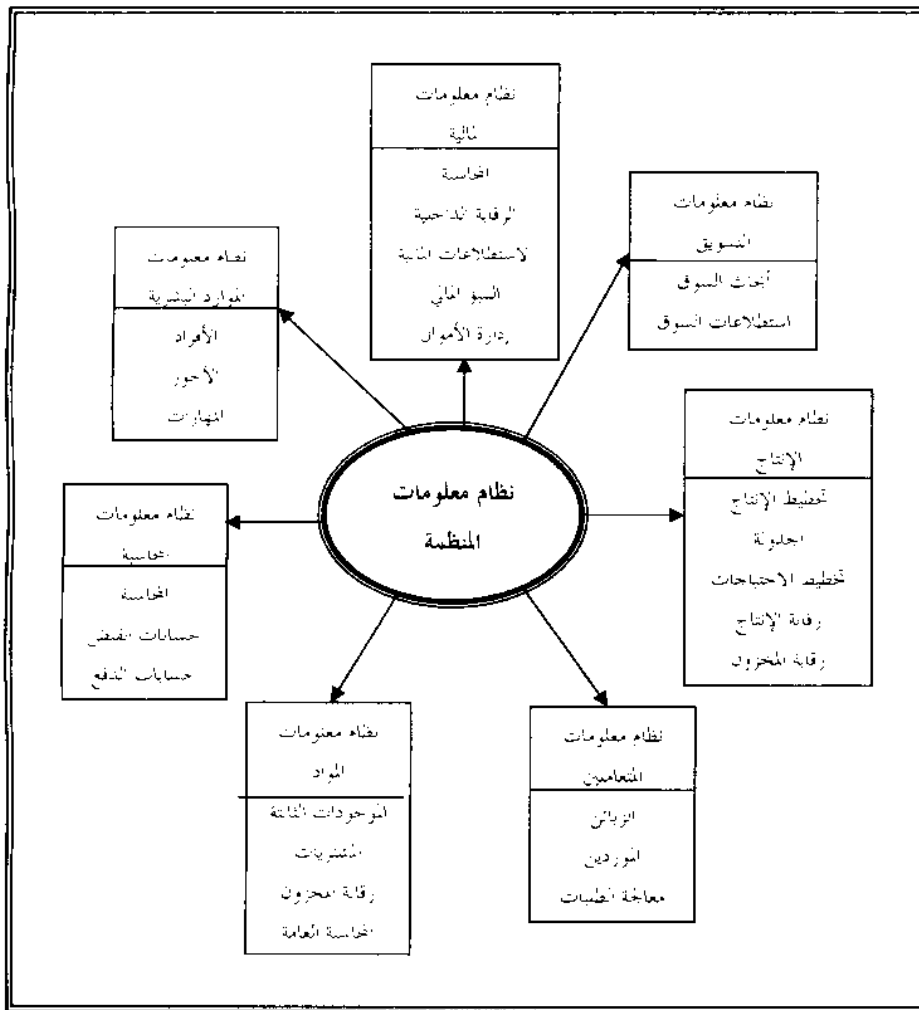 نظام معلومات
المالية
المحاسبة
الرقابة الداخلية
الاستطلاعات المالية
المالي
إدارة الأموال
نظام معلومات
التسويق
أبحاث السوق
استطلاعات السوق
نظام معلومات
الموارد البشرية
الأفراد
الأجور
المهارات
نظام معلومات
الإنتاج
تخطيط الإنتاج
الجدولة
تخطيط الاحتياجات
رقابة الإنتاج
رقابة المخزون
نظام معلومات
المنظمة
نظام معلومات
المحاسبة
المحاسبة
حسابات القبض
حسابات الدفع
نظام معلومات
المواد
الموجودات الثابتة
المشتريات
رقابة المخزون
المحاسبة العامة
نظام معلومات
المتعاملين
الزبائن
الموردين
معالجة الطلبات